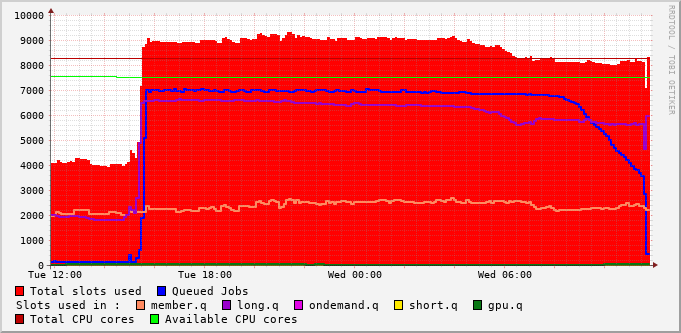 RRDTOOL / TOBI OETIKER
10000
9000
8000
7000
6000
5000
4000
3000
2000
1000
0
Tue 12:00 Tue 18:00 Wed 00:00 Wed 06:00
Total slots used Queued Jobs
Slots used in : member.q long.q ondemand.q short.q gpu.q
Total CPU cores Available CPU cores